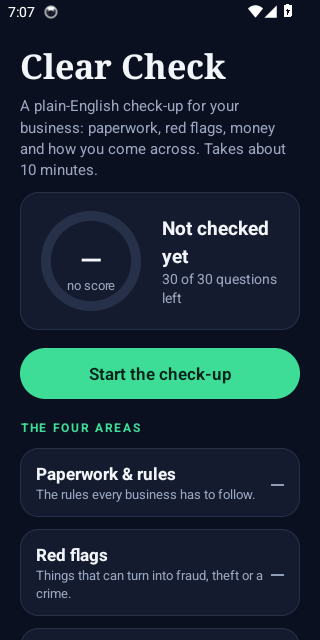 7:07
Clear Check
A plain-English check-up for your
business: paperwork, red flags, money
and how you come across. Takes about
10 minutes.
—
no score
Not checked
yet
30 of 30 questions
left
Start the check-up
THE FOUR AREAS
Paperwork & rules
The rules every business has to follow.
—
Red flags
Things that can turn into fraud, theft or a
crime.
—